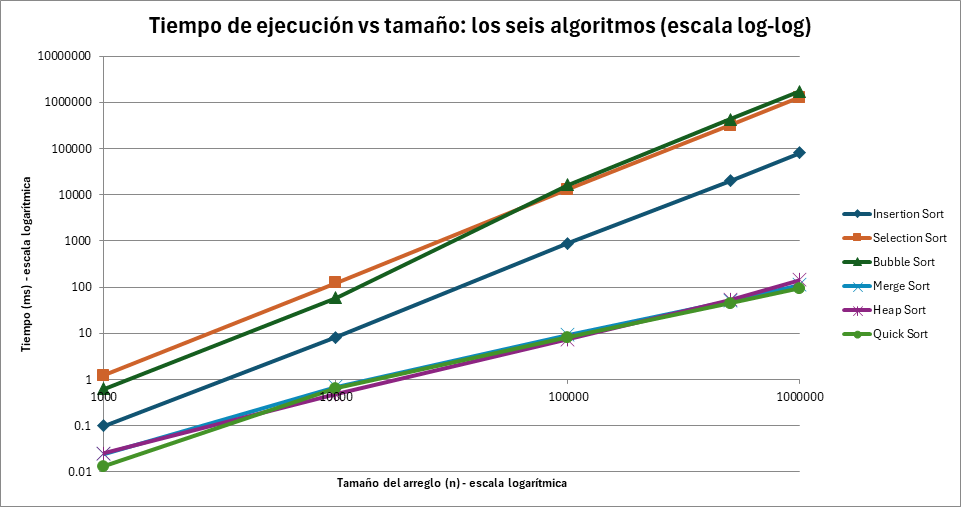 Tiempo de ejecución vs tamaño: los seis algoritmos (escala log-log)
10000000
1000000
100000
10000
1000
100
10
1
0.1
0.01
1000
10000
100000
1000000
Tiempo (ms) - escala logarítmica
Tamaño del arreglo (n) - escala logarítmica
Insertion Sort
Selection Sort
Bubble Sort
Merge Sort
Heap Sort
Quick Sort